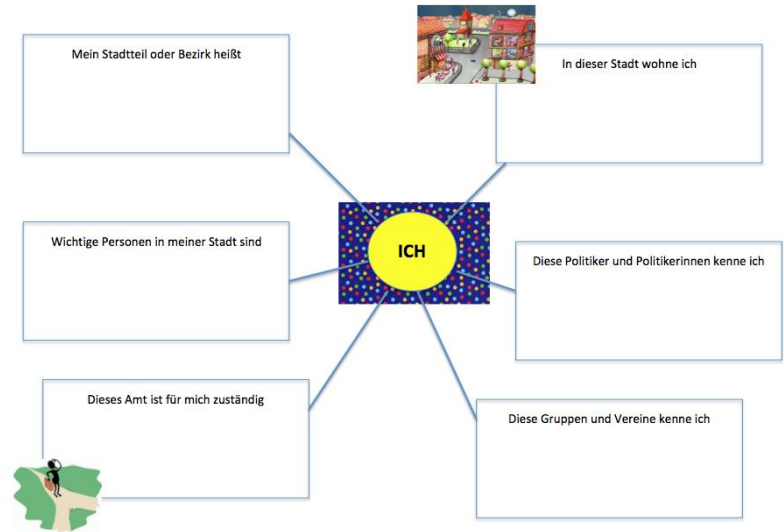 Mein Stadtteil oder Bezirk heißt
In dieser Stadt wohne ich
Wichtige Personen in meiner Stadt sind
ICH
Diese Politiker und Politikerinnen kenne ich
Dieses Amt ist für mich zuständig
Diese Gruppen und Vereine kenne ich